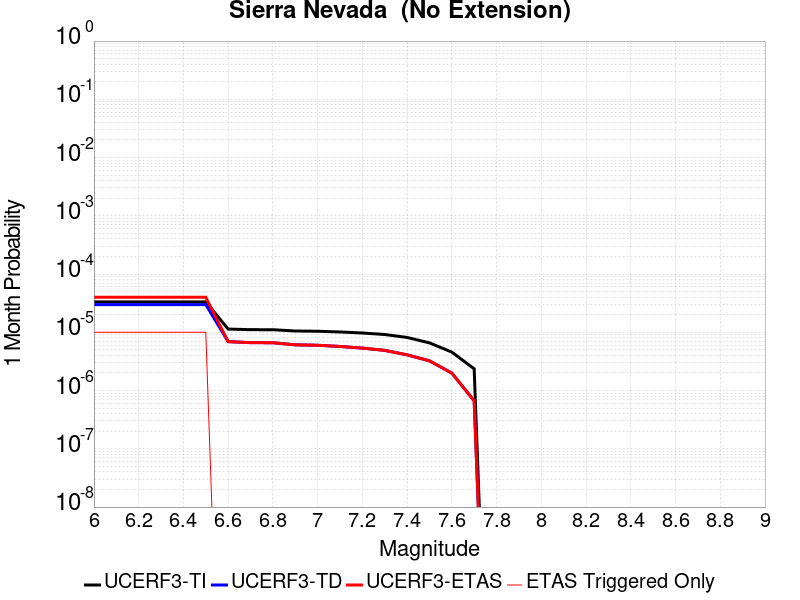 Sierra Nevada  (No Extension)
10^0
10^-1
10^-2
10^-3
10^-4
10^-5
10^-6
10^-7
10^-8
1 Month Probability
6 6.2 6.4 6.6 6.8 7 7.2 7.4 7.6 7.8 8 8.2 8.4 8.6 8.8 9
Magnitude
UCERF3-TI UCERF3-TD UCERF3-ETAS ETAS Triggered Only